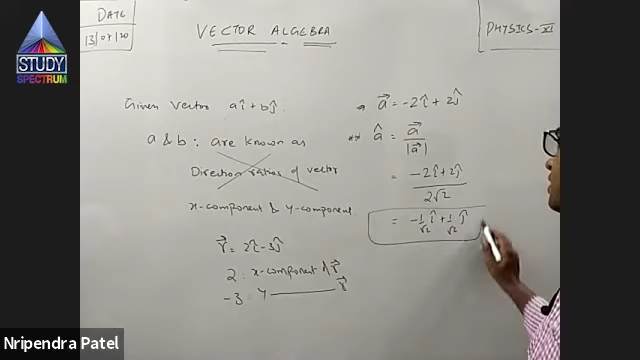 DATE
13/07/20
STUDY
SPECTRUM
VECTOR ALGEBRA
PHYSICS-XI
Given Vector aî + bĵ.
a & b : are known as
Direction ratios of vector
x-component & Y-component.
r⃗ = 2î-3ĵ
2 : x-component of r⃗
-3 : Y ——— r⃗
⇒ a⃗ = -2î + 2ĵ
** â = a⃗/|a⃗|
= (-2î+2ĵ)/2√2
= -1/√2 î + 1/√2 ĵ
Nripendra Patel